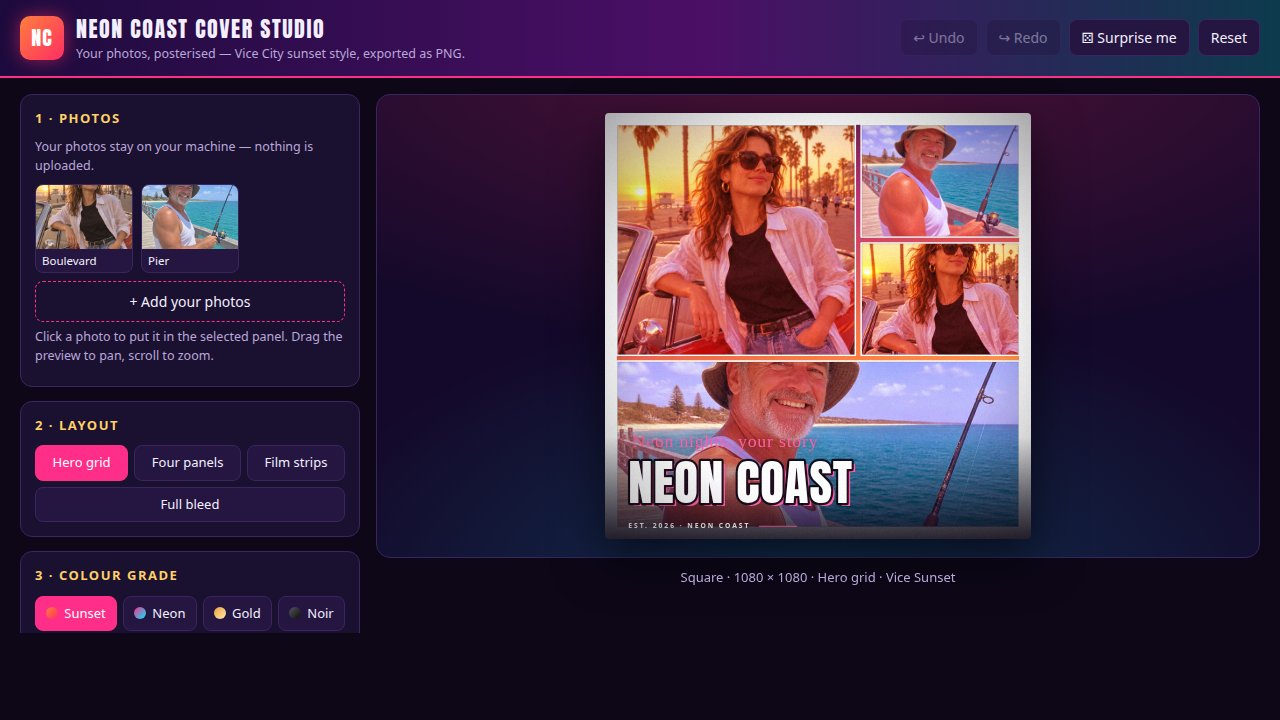 NC
NEON COAST COVER STUDIO
Your photos, posterised — Vice City sunset style, exported as PNG.
↩ Undo
↪ Redo
⚄ Surprise me
Reset
1 · PHOTOS
Your photos stay on your machine — nothing is
uploaded.
Boulevard
Pier
+ Add your photos
Click a photo to put it in the selected panel. Drag the
preview to pan, scroll to zoom.
2 · LAYOUT
Hero grid
Four panels
Film strips
Full bleed
3 · COLOUR GRADE
Sunset
Neon
Gold
Noir
your story
NEON COAST
EST. 2026 · NEON COAST
Square · 1080 × 1080 · Hero grid · Vice Sunset